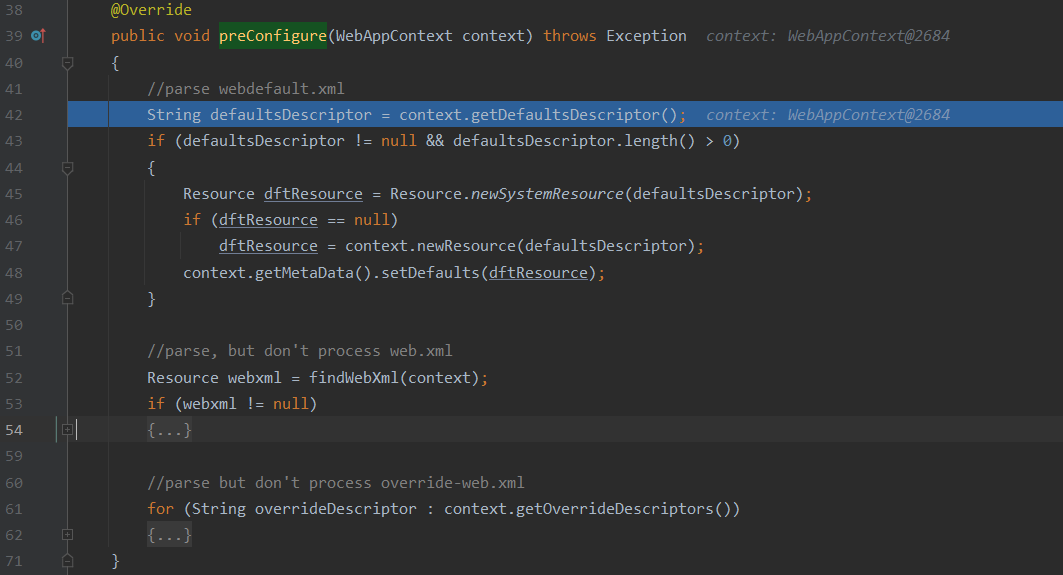 38 @Override
39 public void preConfigure(WebAppContext context) throws Exception context: WebAppContext@2684
40 {
41 //parse webdefault.xml
42 String defaultsDescriptor = context.getDefaultsDescriptor(); context: WebAppContext@2684
43 if (defaultsDescriptor != null && defaultsDescriptor.length() > 0)
44 {
45 Resource dftResource = Resource.newSystemResource(defaultsDescriptor);
46 if (dftResource == null)
47 dftResource = context.newResource(defaultsDescriptor);
48 context.getMetaData().setDefaults(dftResource);
49 }
50
51 //parse, but don't process web.xml
52 Resource webxml = findWebXml(context);
53 if (webxml != null)
54 {...}
59
60 //parse but don't process override-web.xml
61 for (String overrideDescriptor : context.getOverrideDescriptors())
62 {...}
71 }